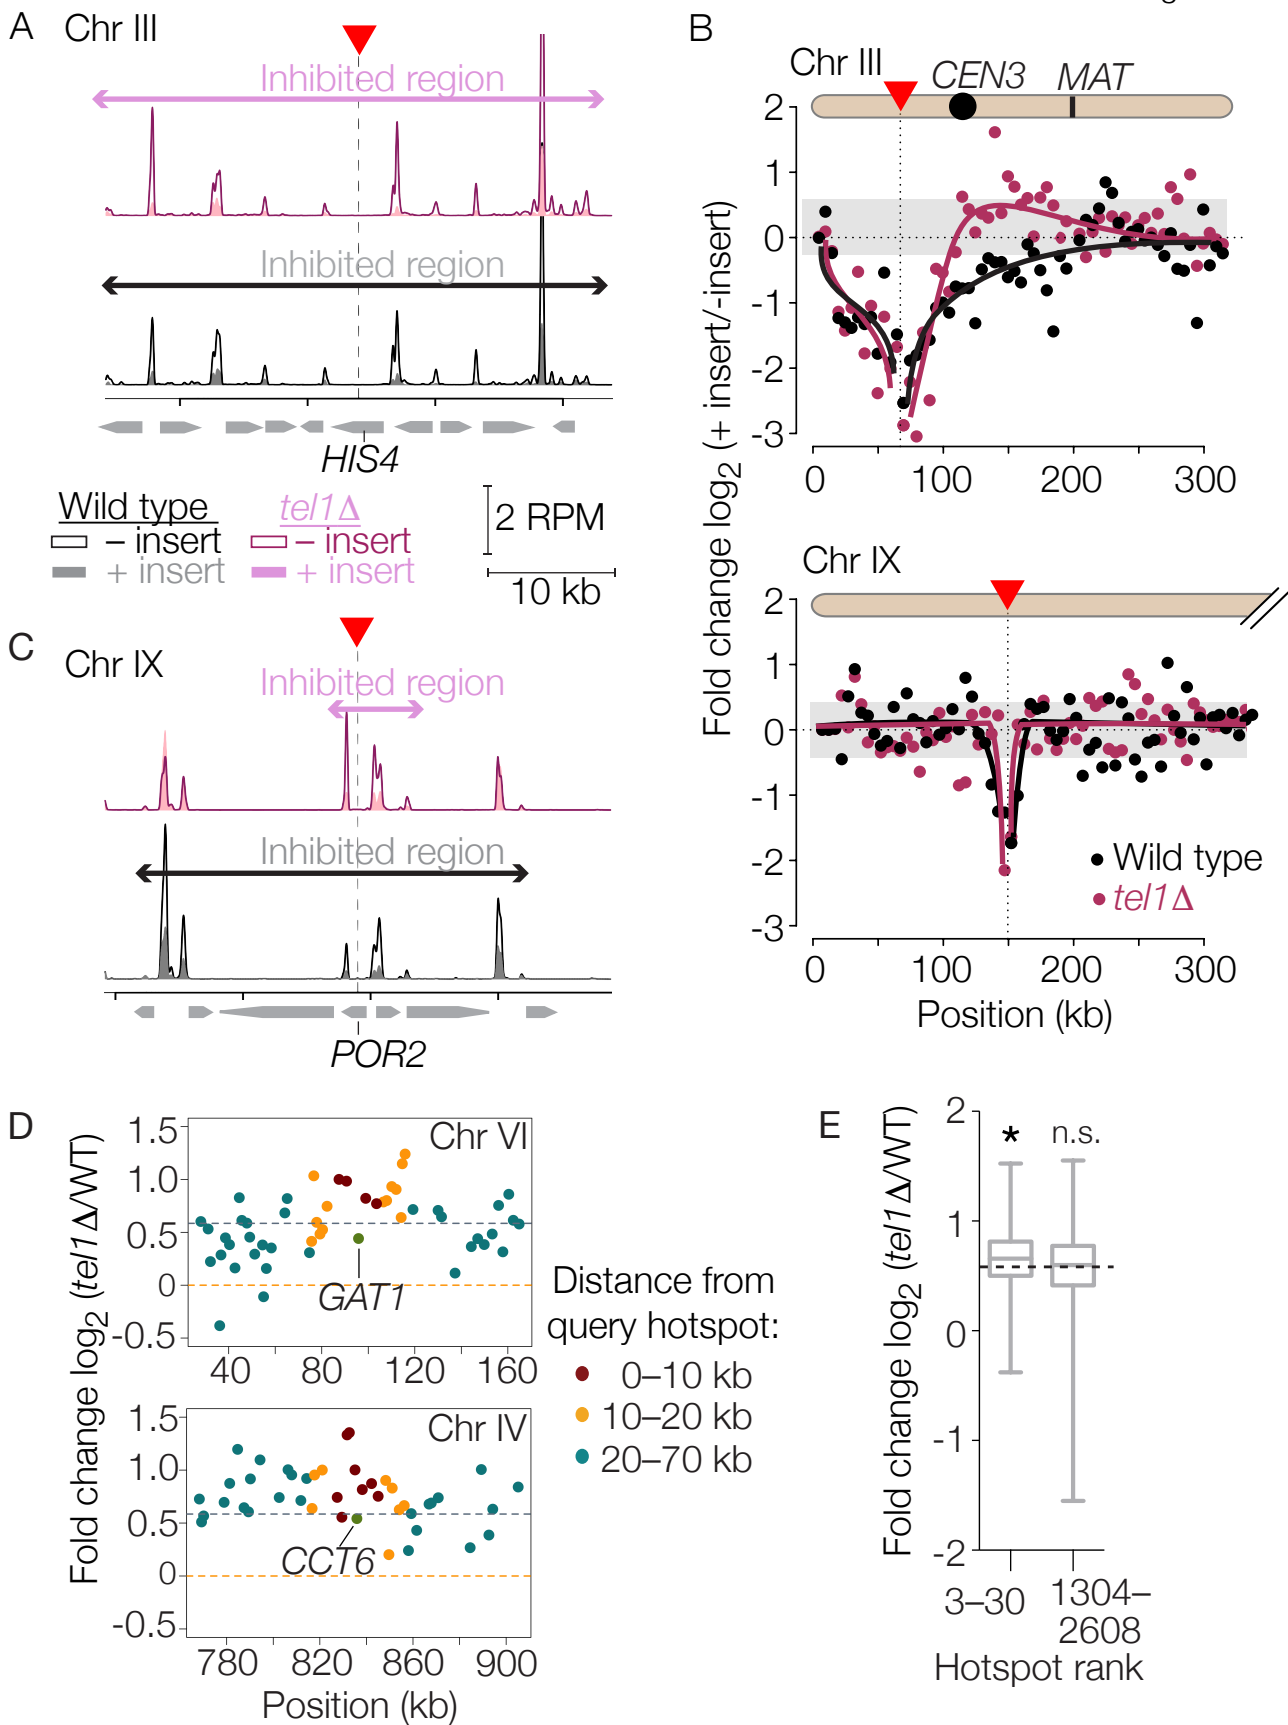 A Chr III
Inhibited region
Inhibited region
HIS4
Wild type
tel1Δ
– insert
– insert
+ insert
+ insert
2 RPM
10 kb
B
Chr III
CEN3
MAT
2
1
0
-1
-2
-3
0 100 200 300
Chr IX
2
1
0
-1
-2
-3
Wild type
tel1Δ
0 100 200 300
Position (kb)
Fold change log2 (+ insert/-insert)
C
Chr IX
Inhibited region
Inhibited region
POR2
D
Chr VI
1.5
1.0
0.5
0
-0.5
GAT1
40 80 120 160
Chr IV
1.5
1.0
0.5
0
-0.5
CCT6
780 820 860 900
Position (kb)
Fold change log2 (tel1Δ/WT)
Distance from
query hotspot:
0–10 kb
10–20 kb
20–70 kb
E
2
1
0
-1
-2
* n.s.
3–30
1304–
2608
Hotspot rank
Fold change log2 (tel1Δ/WT)